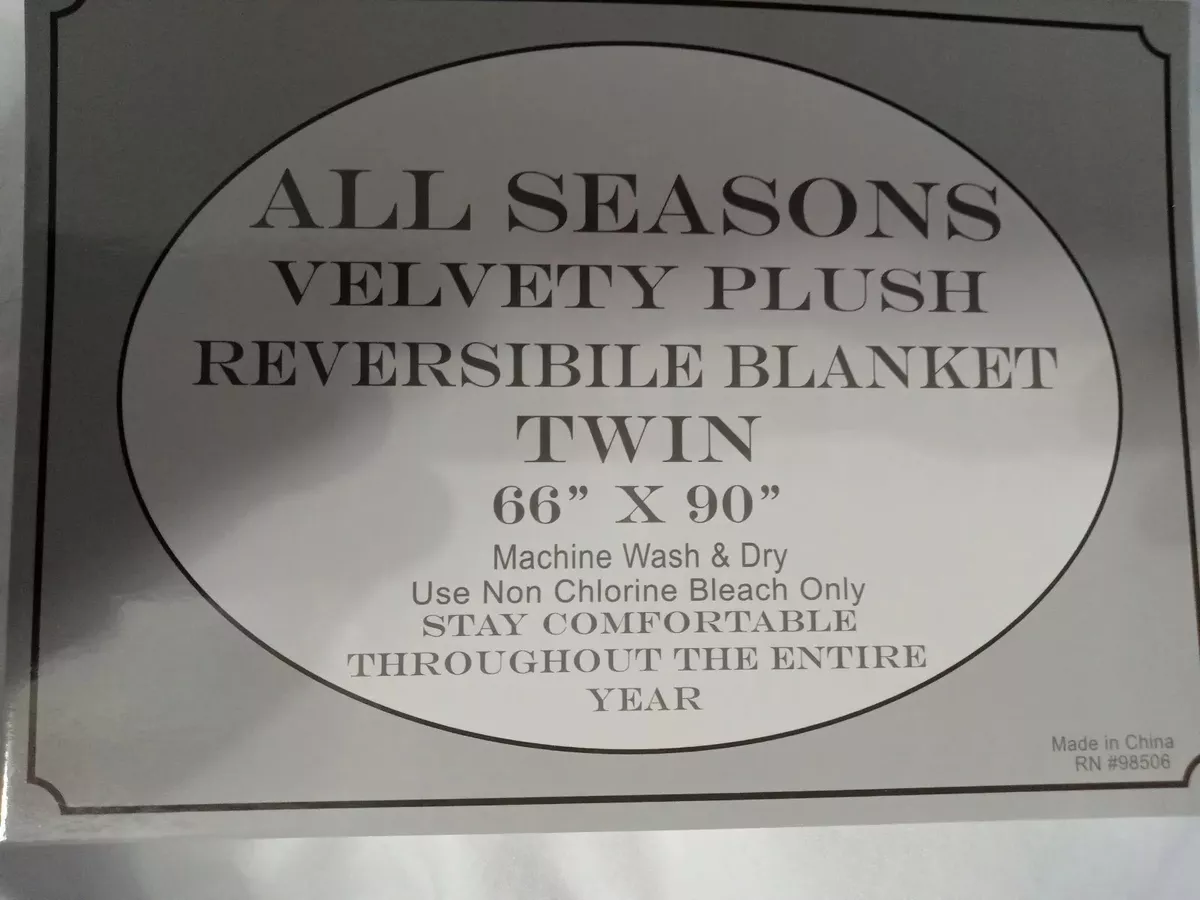 ALL SEASONS
VELVETY PLUSH
REVERSIBILE BLANKET
TWIN
66” X 90”
Machine Wash & Dry
Use Non Chlorine Bleach Only
STAY COMFORTABLE
THROUGHOUT THE ENTIRE
YEAR
Made in China
RN #98506